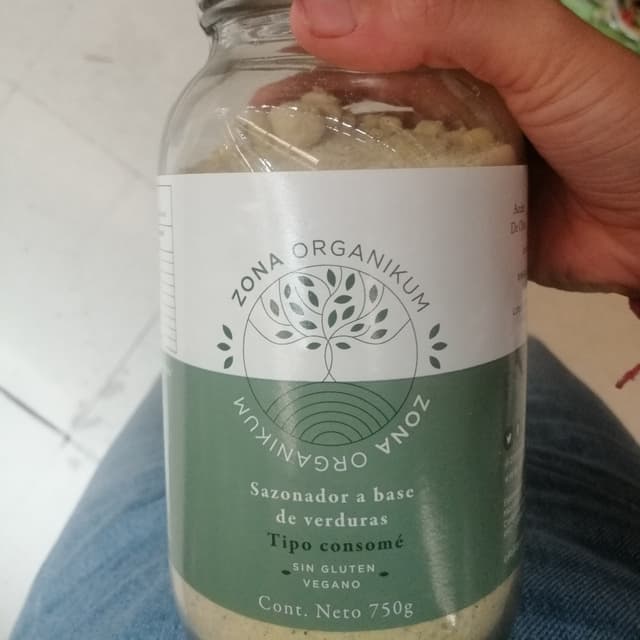 ZONA ORGANIKUM
ZONA ORGANIKUM
Sazonador a base
de verduras
Tipo consomé
SIN GLUTEN
VEGANO
Cont. Neto 750g